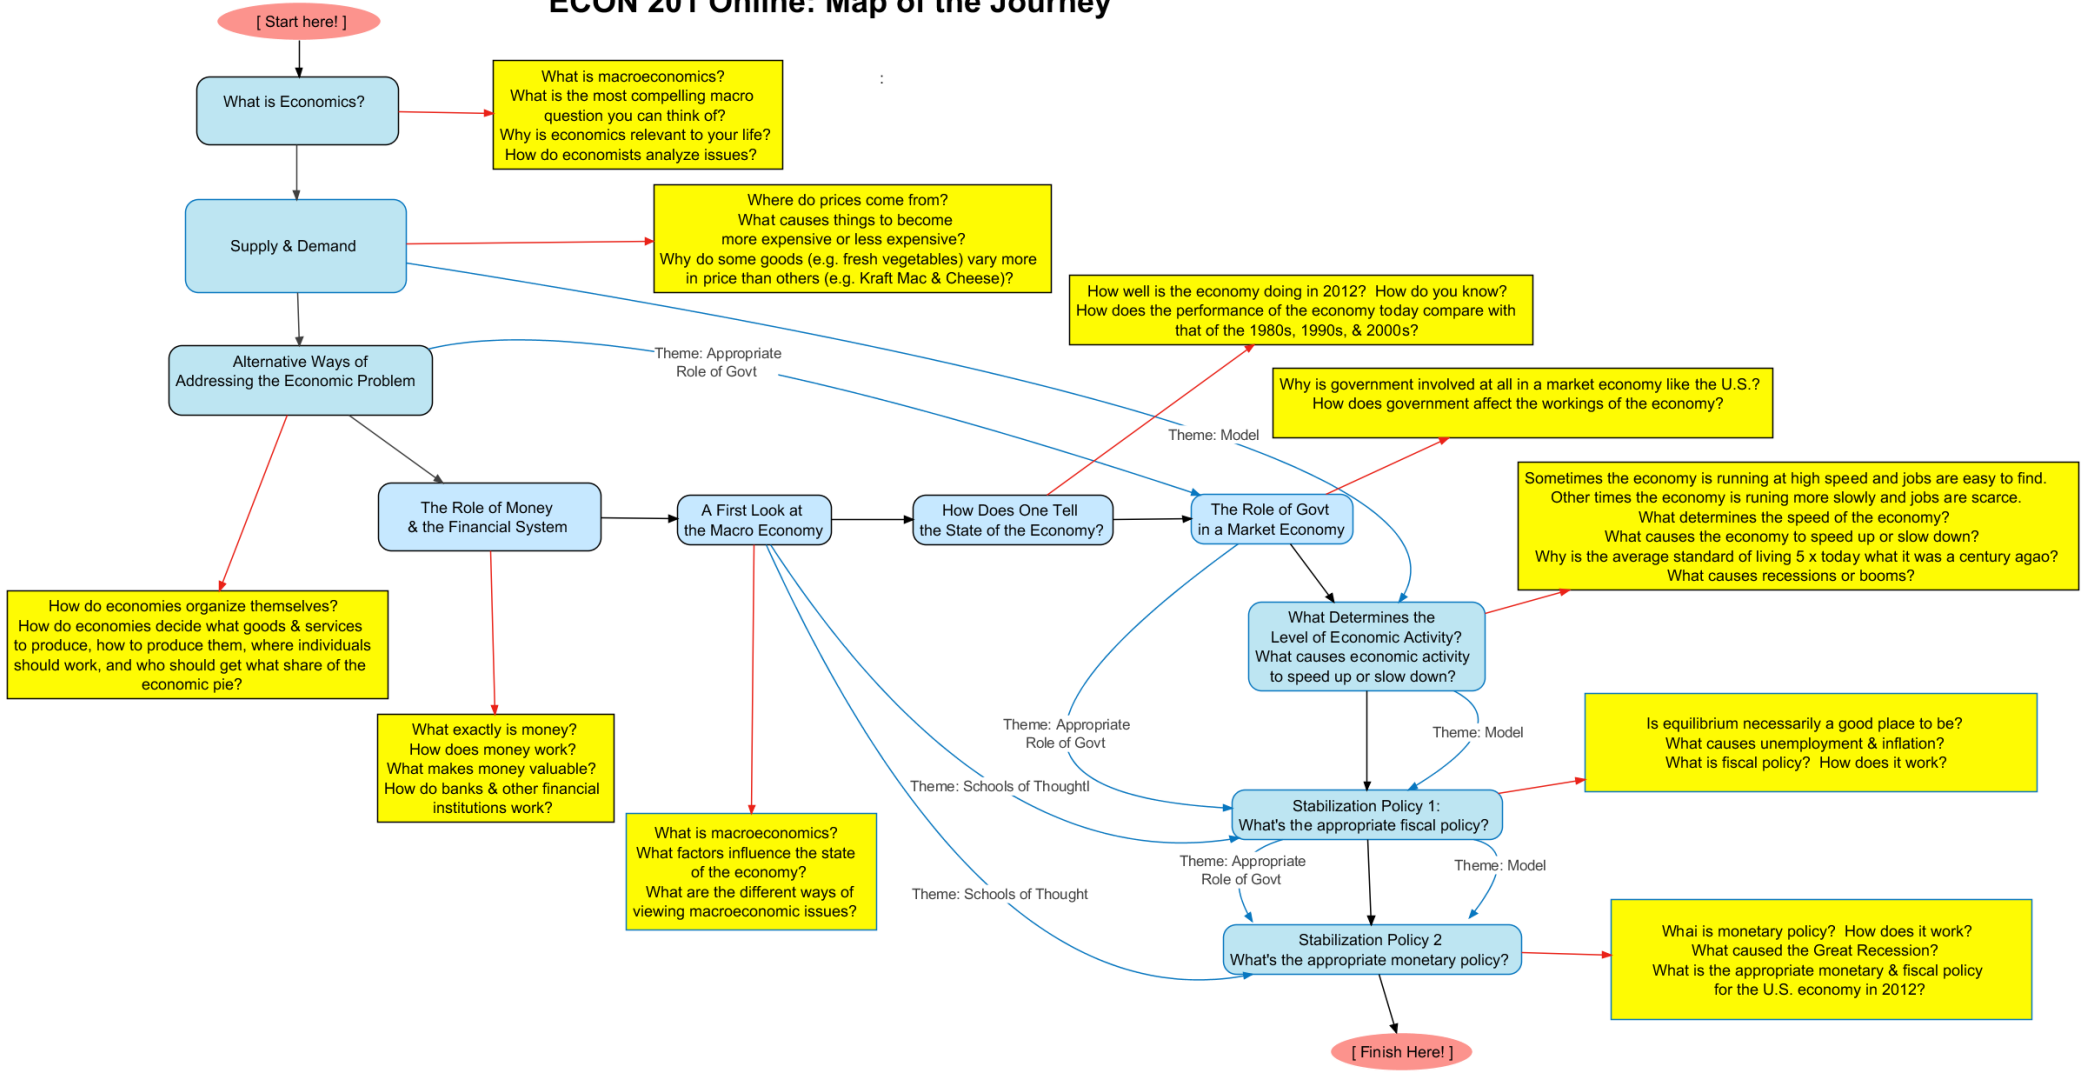 ECON 201 Online: Map of the Journey
[ Start here! ]
:
What is Economics?
What is macroeconomics?
What is the most compelling macro
question you can think of?
Why is economics relevant to your life?
How do economists analyze issues?
Supply & Demand
Where do prices come from?
What causes things to become
more expensive or less expensive?
Why do some goods (e.g. fresh vegetables) vary more
in price than others (e.g. Kraft Mac & Cheese)?
How well is the economy doing in 2012?  How do you know?
How does the performance of the economy today compare with
that of the 1980s, 1990s, & 2000s?
Alternative Ways of
Addressing the Economic Problem
Theme: Appropriate
Role of Govt
Why is government involved at all in a market economy like the U.S.?
How does government affect the workings of the economy?
Theme: Model
Sometimes the economy is running at high speed and jobs are easy to find.
Other times the economy is runing more slowly and jobs are scarce.
What determines the speed of the economy?
What causes the economy to speed up or slow down?
Why is the average standard of living 5 x today what it was a century agao?
What causes recessions or booms?
The Role of Money
& the Financial System
A First Look at
the Macro Economy
How Does One Tell
the State of the Economy?
The Role of Govt
in a Market Economy
How do economies organize themselves?
How do economies decide what goods & services
to produce, how to produce them, where individuals
should work, and who should get what share of the
economic pie?
What Determines the
Level of Economic Activity?
What causes economic activity
to speed up or slow down?
What exactly is money?
How does money work?
What makes money valuable?
How do banks & other financial
institutions work?
Theme: Appropriate
Role of Govt
Theme: Model
Is equilibrium necessarily a good place to be?
What causes unemployment & inflation?
What is fiscal policy?  How does it work?
Theme: Schools of Thoughtl
Stabilization Policy 1:
What's the appropriate fiscal policy?
What is macroeconomics?
What factors influence the state
of the economy?
What are the different ways of
viewing macroeconomic issues?
Theme: Schools of Thought
Theme: Appropriate
Role of Govt
Theme: Model
Stabilization Policy 2
What's the appropriate monetary policy?
Whai is monetary policy?  How does it work?
What caused the Great Recession?
What is the appropriate monetary & fiscal policy
for the U.S. economy in 2012?
[ Finish Here! ]